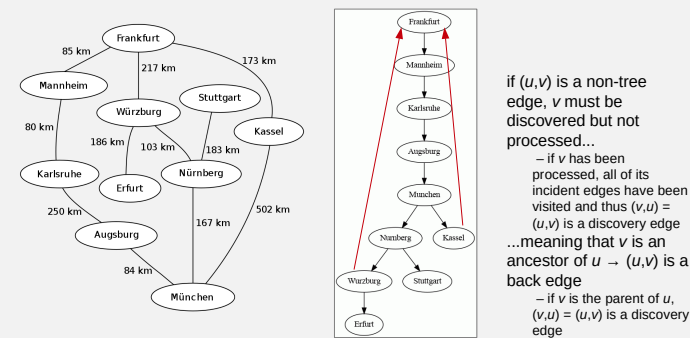 Frankfurt
85 km
173 km
217 km
Mannheim
Stuttgart
Würzburg
Kassel
80 km
186 km
103 km
183 km
Karlsruhe
Erfurt
Nürnberg
250 km
502 km
Augsburg
167 km
84 km
München
Frankfurt
Mannheim
Karlsruhe
Augsburg
Munchen
Nurnberg
Kassel
Wurzburg
Stuttgart
Erfurt
if (u,v) is a non-tree
edge, v must be
discovered but not
processed...
– if v has been
processed, all of its
incident edges have been
visited and thus (v,u) =
(u,v) is a discovery edge
...meaning that v is an
ancestor of u → (u,v) is a
back edge
– if v is the parent of u,
(v,u) = (u,v) is a discovery
edge